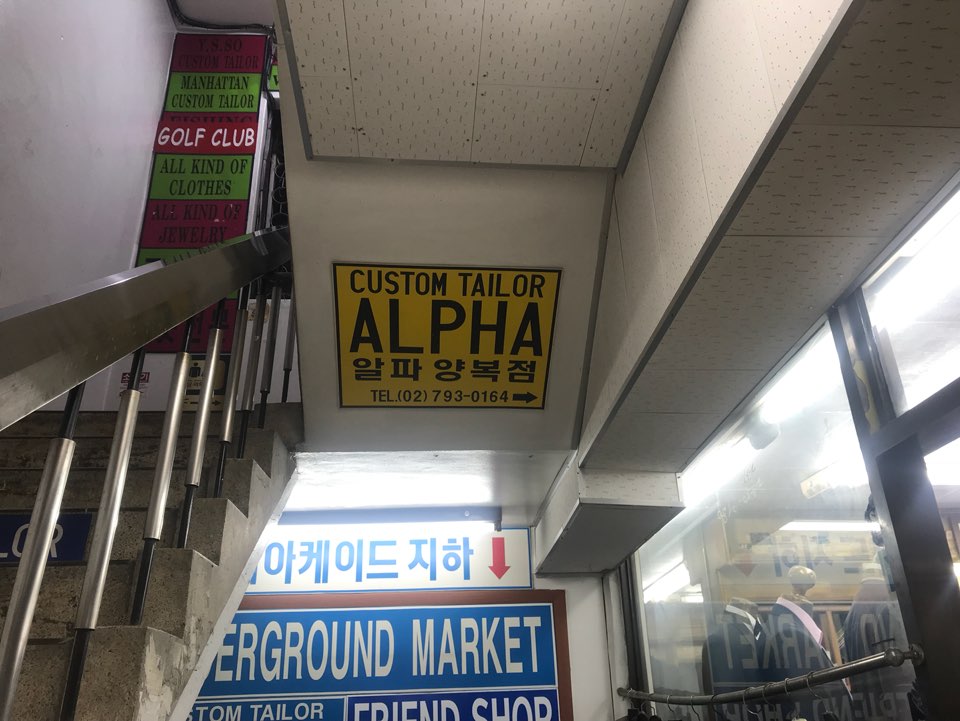 Y.S.SO
CUSTOM TAILOR
MANHATTAN
CUSTOM TAILOR
FISHING
GOLF CLUB
ALL KIND OF
CLOTHES
ALL KIND OF
JEWELRY
CUSTOM TAILOR
ALPHA
알파 양복점
TEL.(02) 793-0164
아케이드 지하
ERGROUND MARKET
STOM TAILOR
FRIEND SHOP
LOR